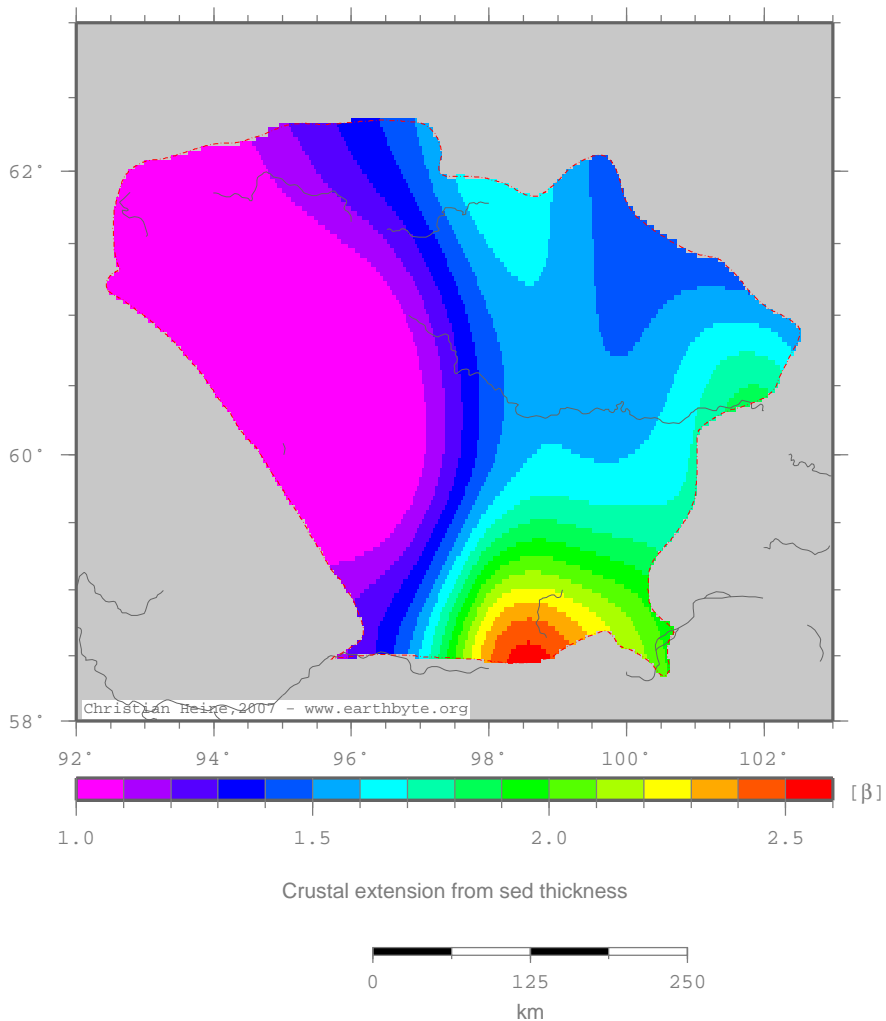 62°
60°
58°
Christian Heine,2007 - www.earthbyte.org
92° 94° 96° 98° 100° 102°
[β]
1.0 1.5 2.0 2.5
Crustal extension from sed thickness
0 125 250
km